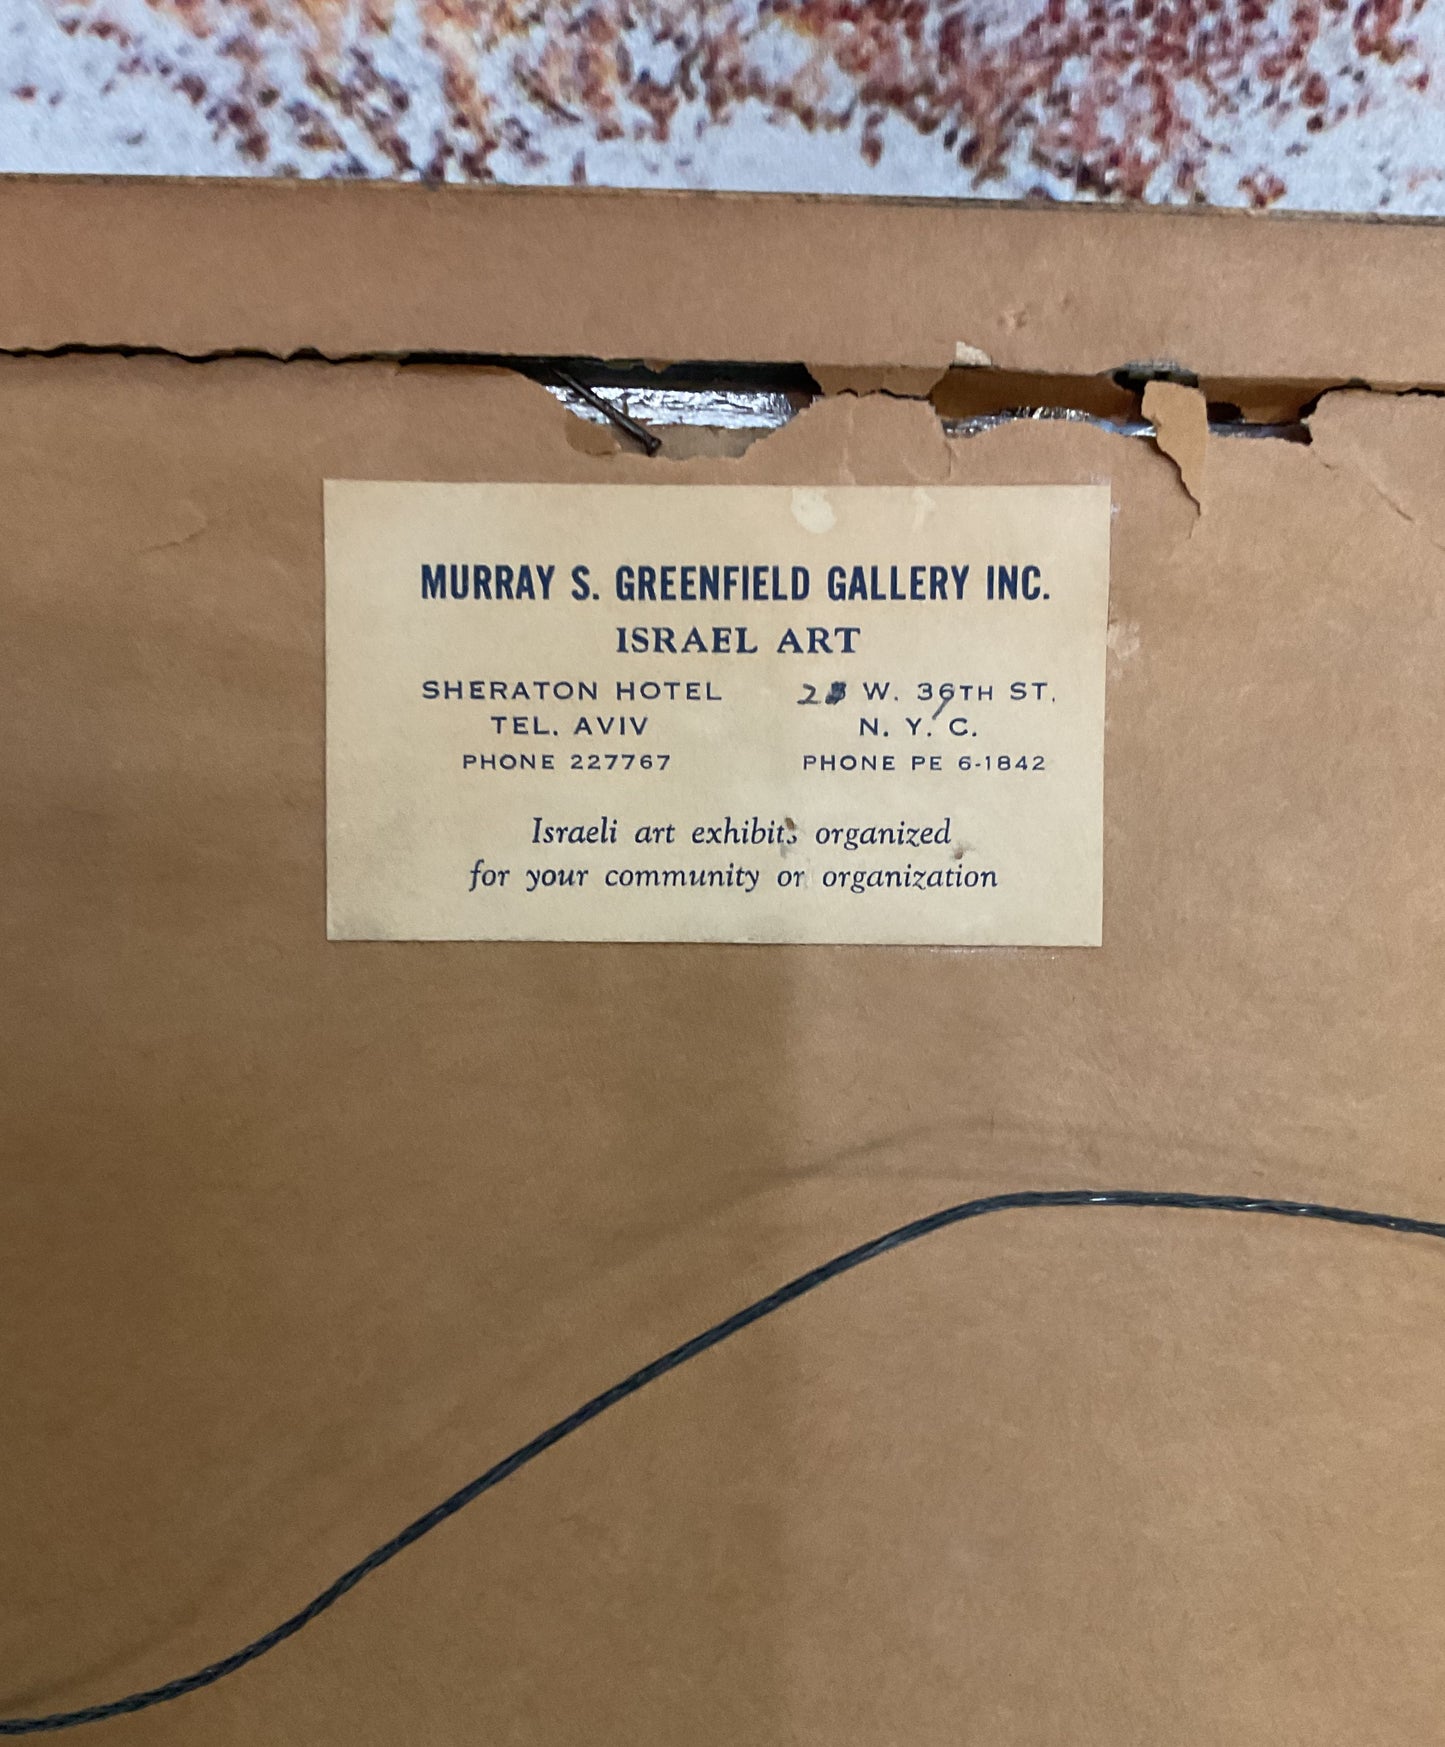 MURRAY S. GREENFIELD GALLERY INC.
ISRAEL ART
SHERATON HOTEL
TEL. AVIV
PHONE 227767
W. 39TH ST.
N. Y. C.
PHONE PE 6-1842
Israeli art exhibits organized
for your community or organization